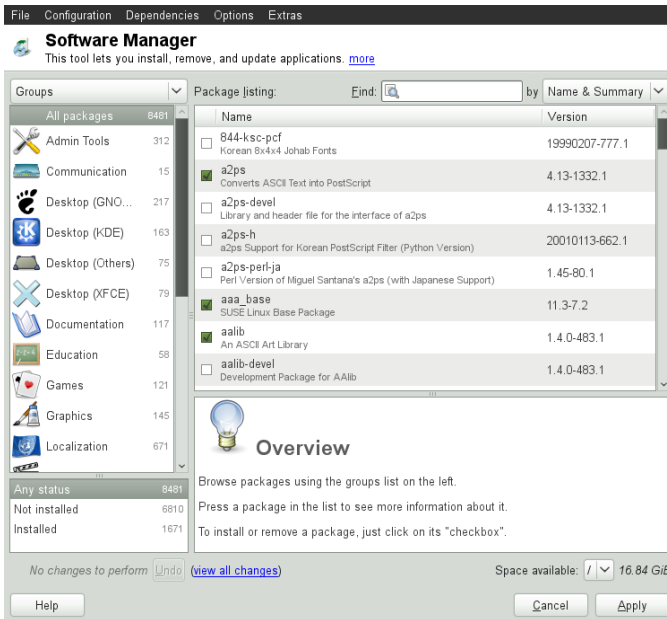 File Configuration Dependencies Options Extras
Software Manager
This tool lets you install, remove, and update applications. more
Groups
Package listing: Find: by Name & Summary
All packages 8481
Admin Tools 312
Communication 15
Desktop (GNO... 217
Desktop (KDE) 163
Desktop (Others) 75
Desktop (XFCE) 79
Documentation 117
Education 58
Games 121
Graphics 145
Localization 671
Any status 8481
Not installed 6810
Installed 1671
Name Version
844-ksc-pcf 19990207-777.1
Korean 8x4x4 Johab Fonts
a2ps 4.13-1332.1
Converts ASCII Text into PostScript
a2ps-devel 4.13-1332.1
Library and header file for the interface of a2ps
a2ps-h 20010113-662.1
a2ps Support for Korean PostScript Filter (Python Version)
a2ps-perl-ja 1.45-80.1
Perl Version of Miguel Santana's a2ps (with Japanese Support)
aaa_base 11.3-7.2
SUSE Linux Base Package
aalib 1.4.0-483.1
An ASCII Art Library
aalib-devel 1.4.0-483.1
Development Package for AAlib
Overview
Browse packages using the groups list on the left.
Press a package in the list to see more information about it.
To install or remove a package, just click on its "checkbox".
No changes to perform Undo (view all changes) Space available: / 16.84 GiB
Help Cancel Apply